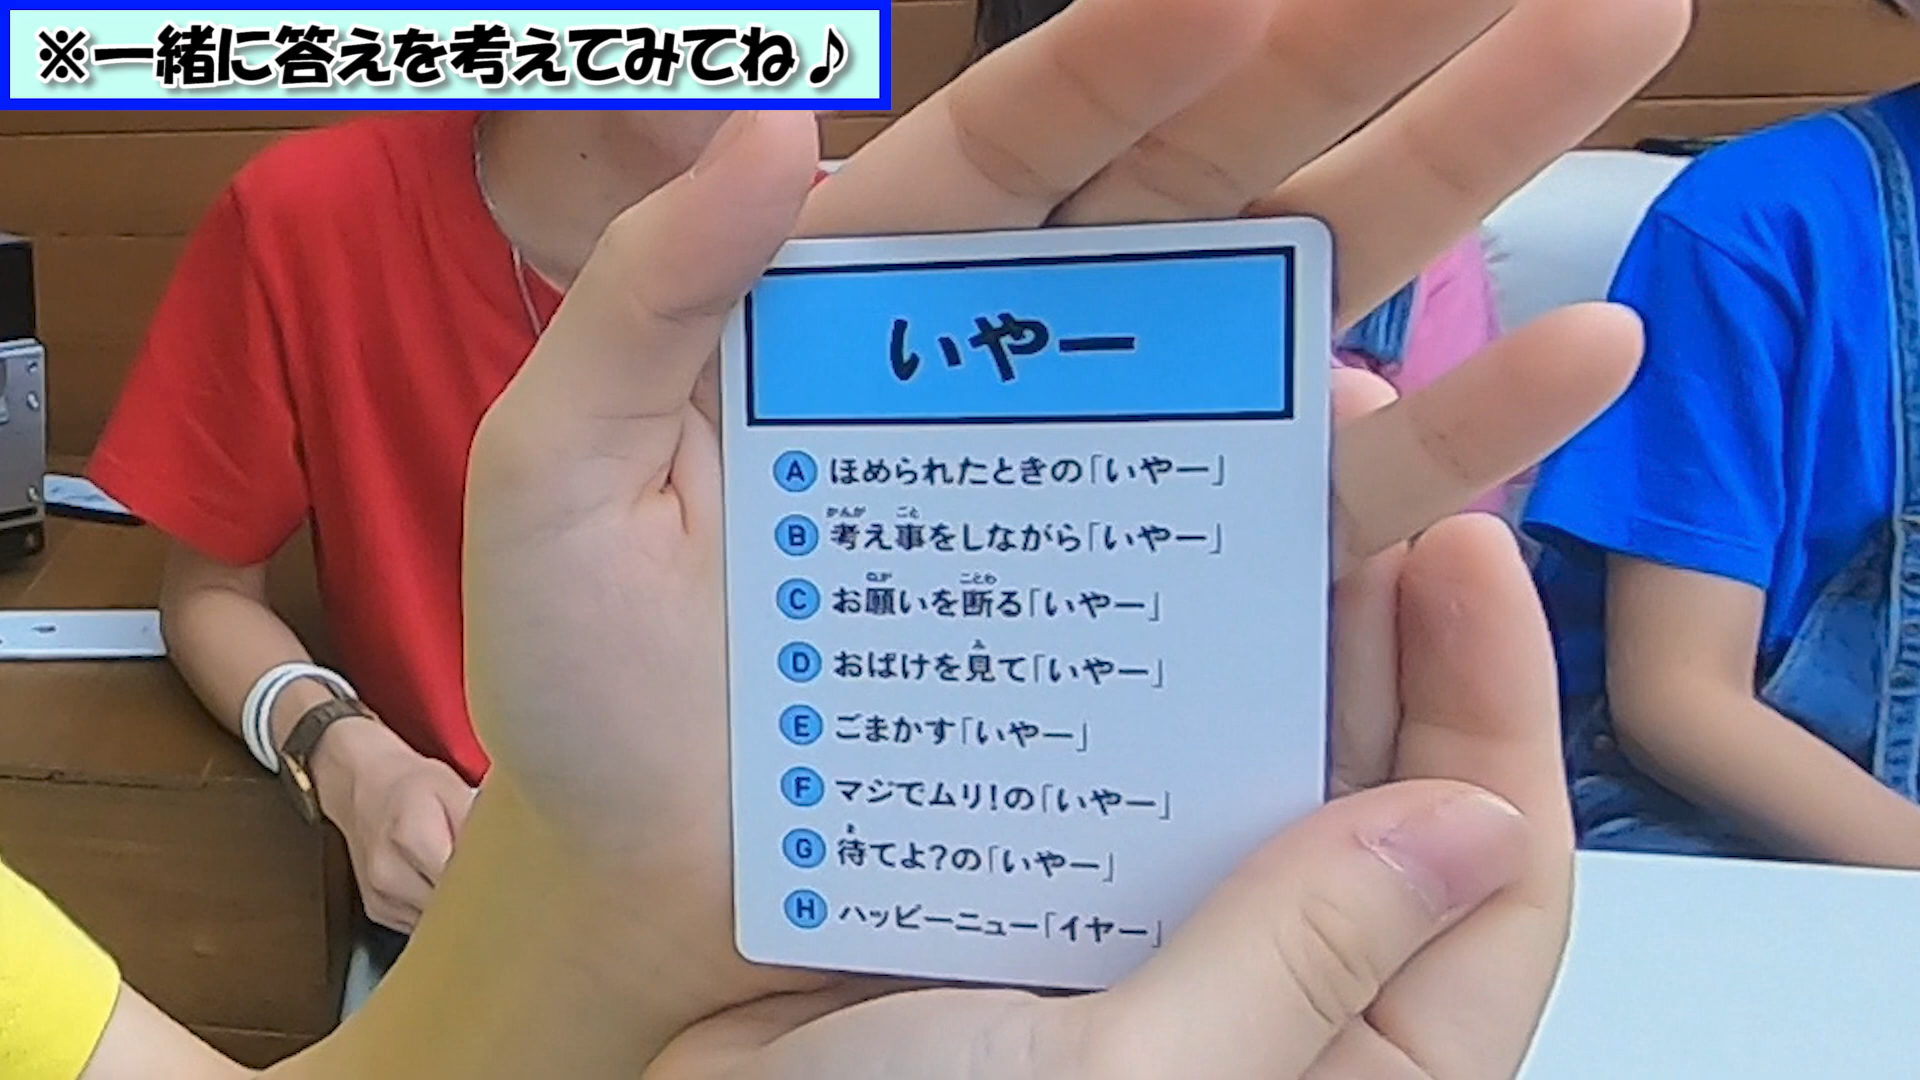 ※一緒に答えを考えてみてね♪
いやー
A ほめられたときの「いやー」
B 考え事をしながら「いやー」
C お願いを断る「いやー」
D おばけを見て「いやー」
E ごまかす「いやー」
F マジでムリ!の「いやー」
G 待てよ?の「いやー」
H ハッピーニュー「イヤー」